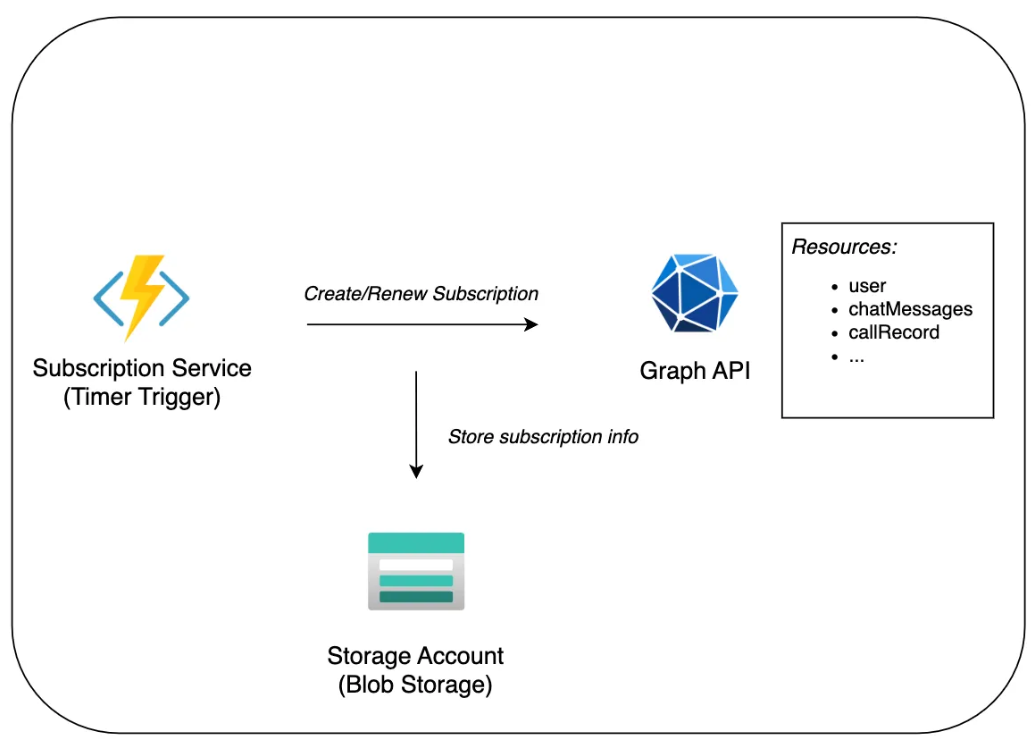 Create/Renew Subscription
Subscription Service
(Timer Trigger)
Graph API
Resources:
user
chatMessages
callRecord
...
Store subscription info
Storage Account
(Blob Storage)